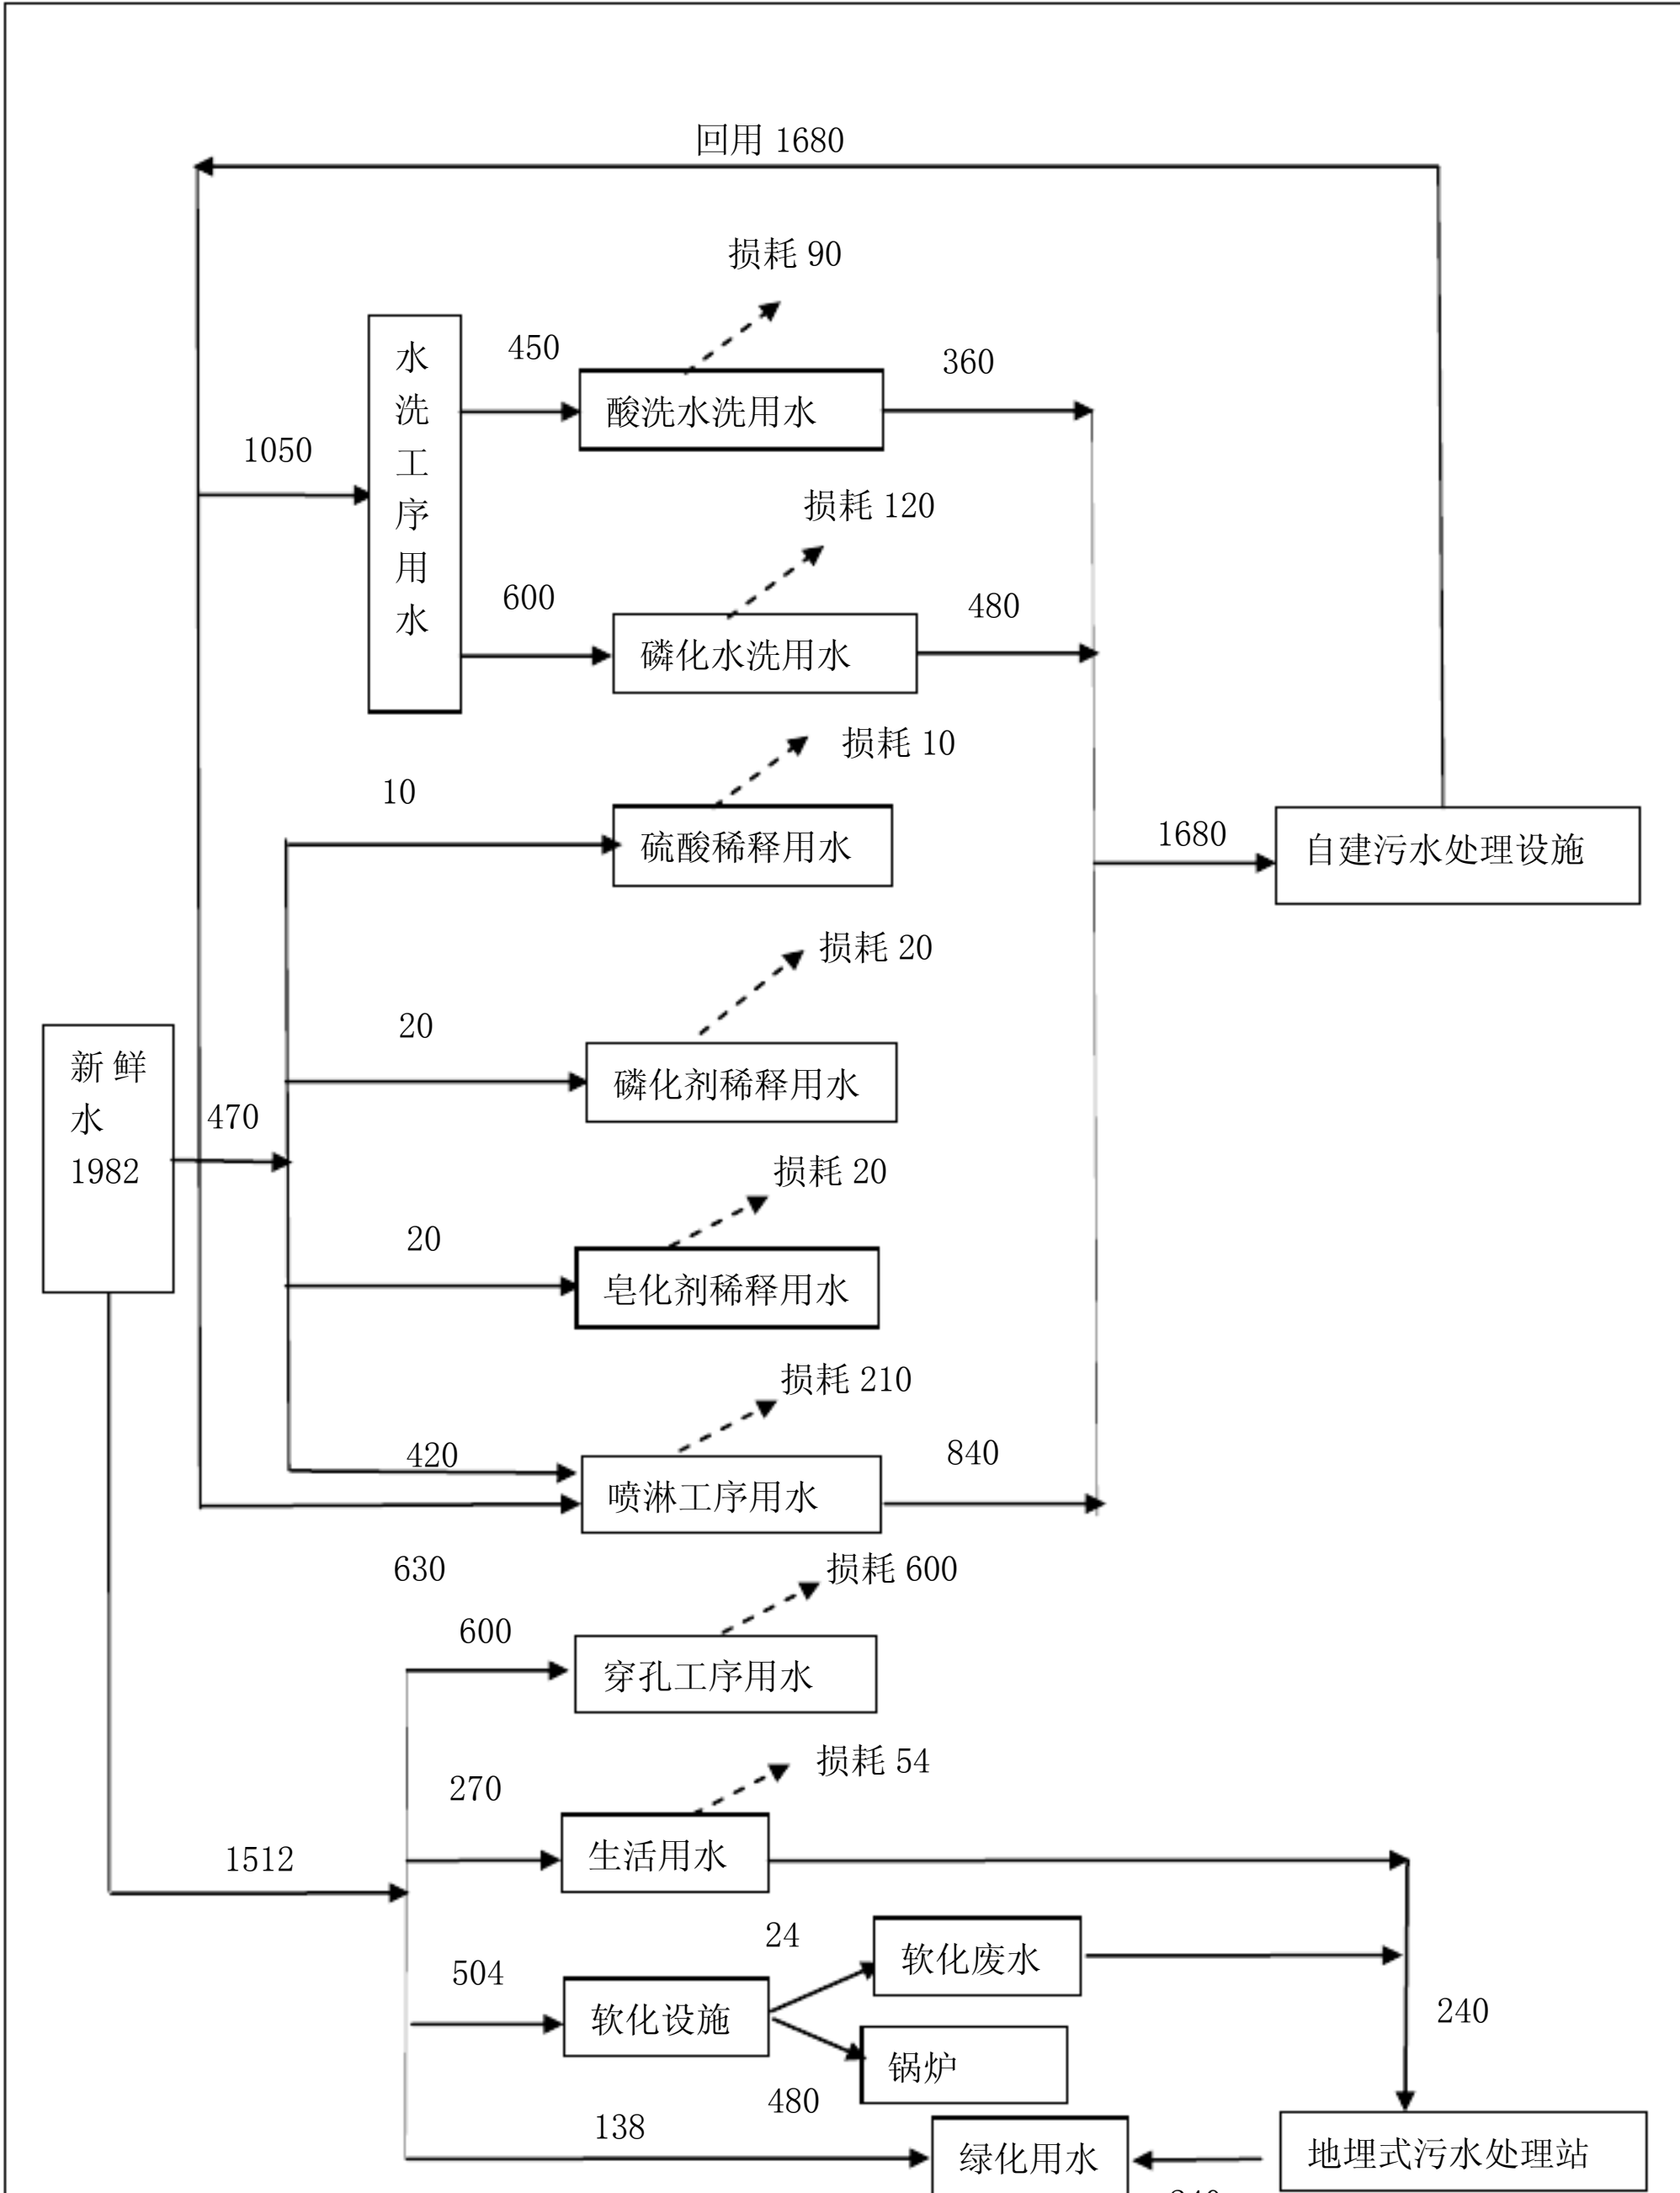 回用 1680
损耗 90
水洗工序用水
450
酸洗水洗用水
360
1050
损耗 120
600
磷化水洗用水
480
损耗 10
10
硫酸稀释用水
1680
自建污水处理设施
损耗 20
20
磷化剂稀释用水
新鲜
水
1982
470
损耗 20
20
皂化剂稀释用水
损耗 210
420
喷淋工序用水
840
630
损耗 600
600
穿孔工序用水
损耗 54
270
生活用水
1512
24
软化废水
504
软化设施
240
锅炉
480
138
绿化用水
地埋式污水处理站